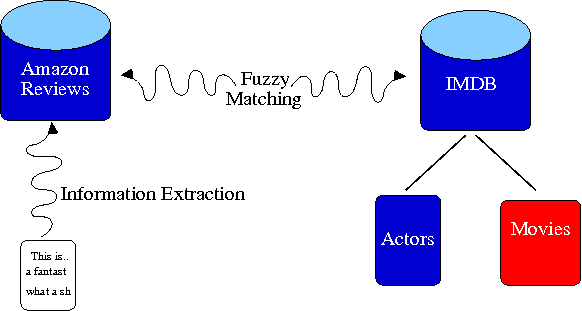 Amazon
Reviews
Fuzzy
Matching
IMDB
Information Extraction
Actors
Movies
This is..
a fantast
what a sh